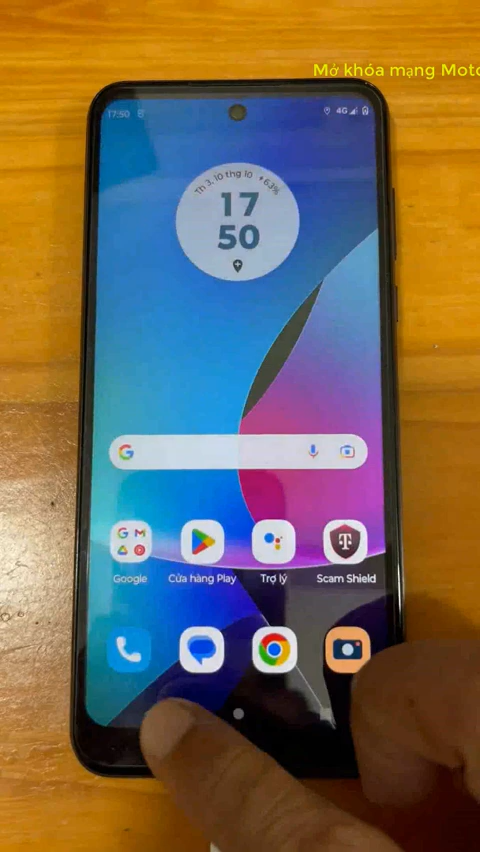 Mở khóa mạng Moto
17:50
4G
Th 3, 10 thg 10 63%
17
50
Google
Cửa hàng Play
Trợ lý
Scam Shield